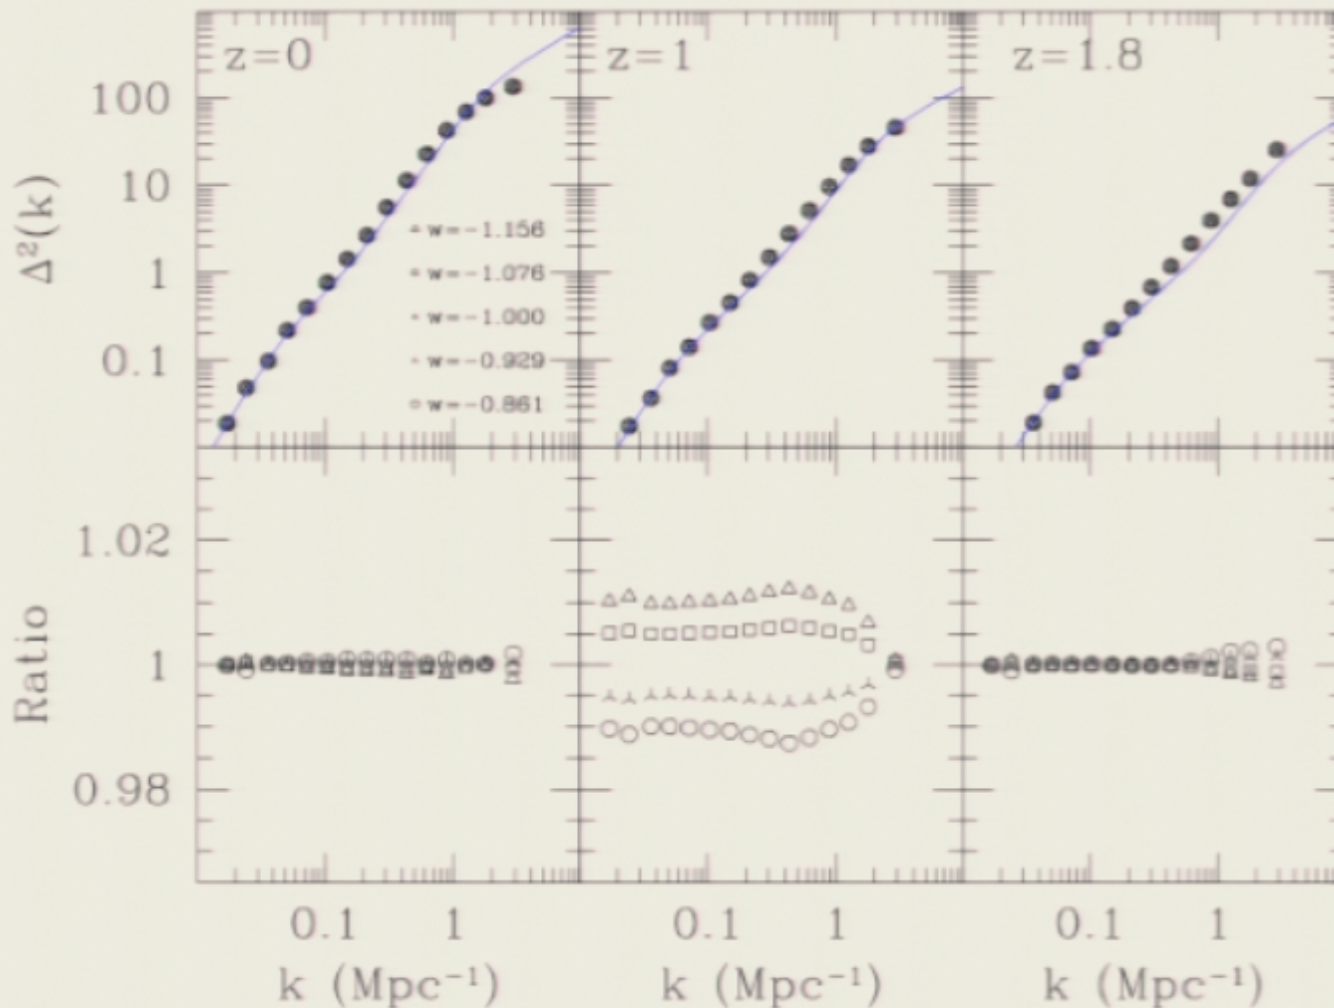 z=0
z=1
z=1.8
100
10
1
0.1
Δ²(k)
w=-1.156
w=-1.076
w=-1.000
w=-0.929
w=-0.861
1.02
1
0.98
Ratio
0.1 1 0.1 1 0.1 1
k (Mpc⁻¹) k (Mpc⁻¹) k (Mpc⁻¹)